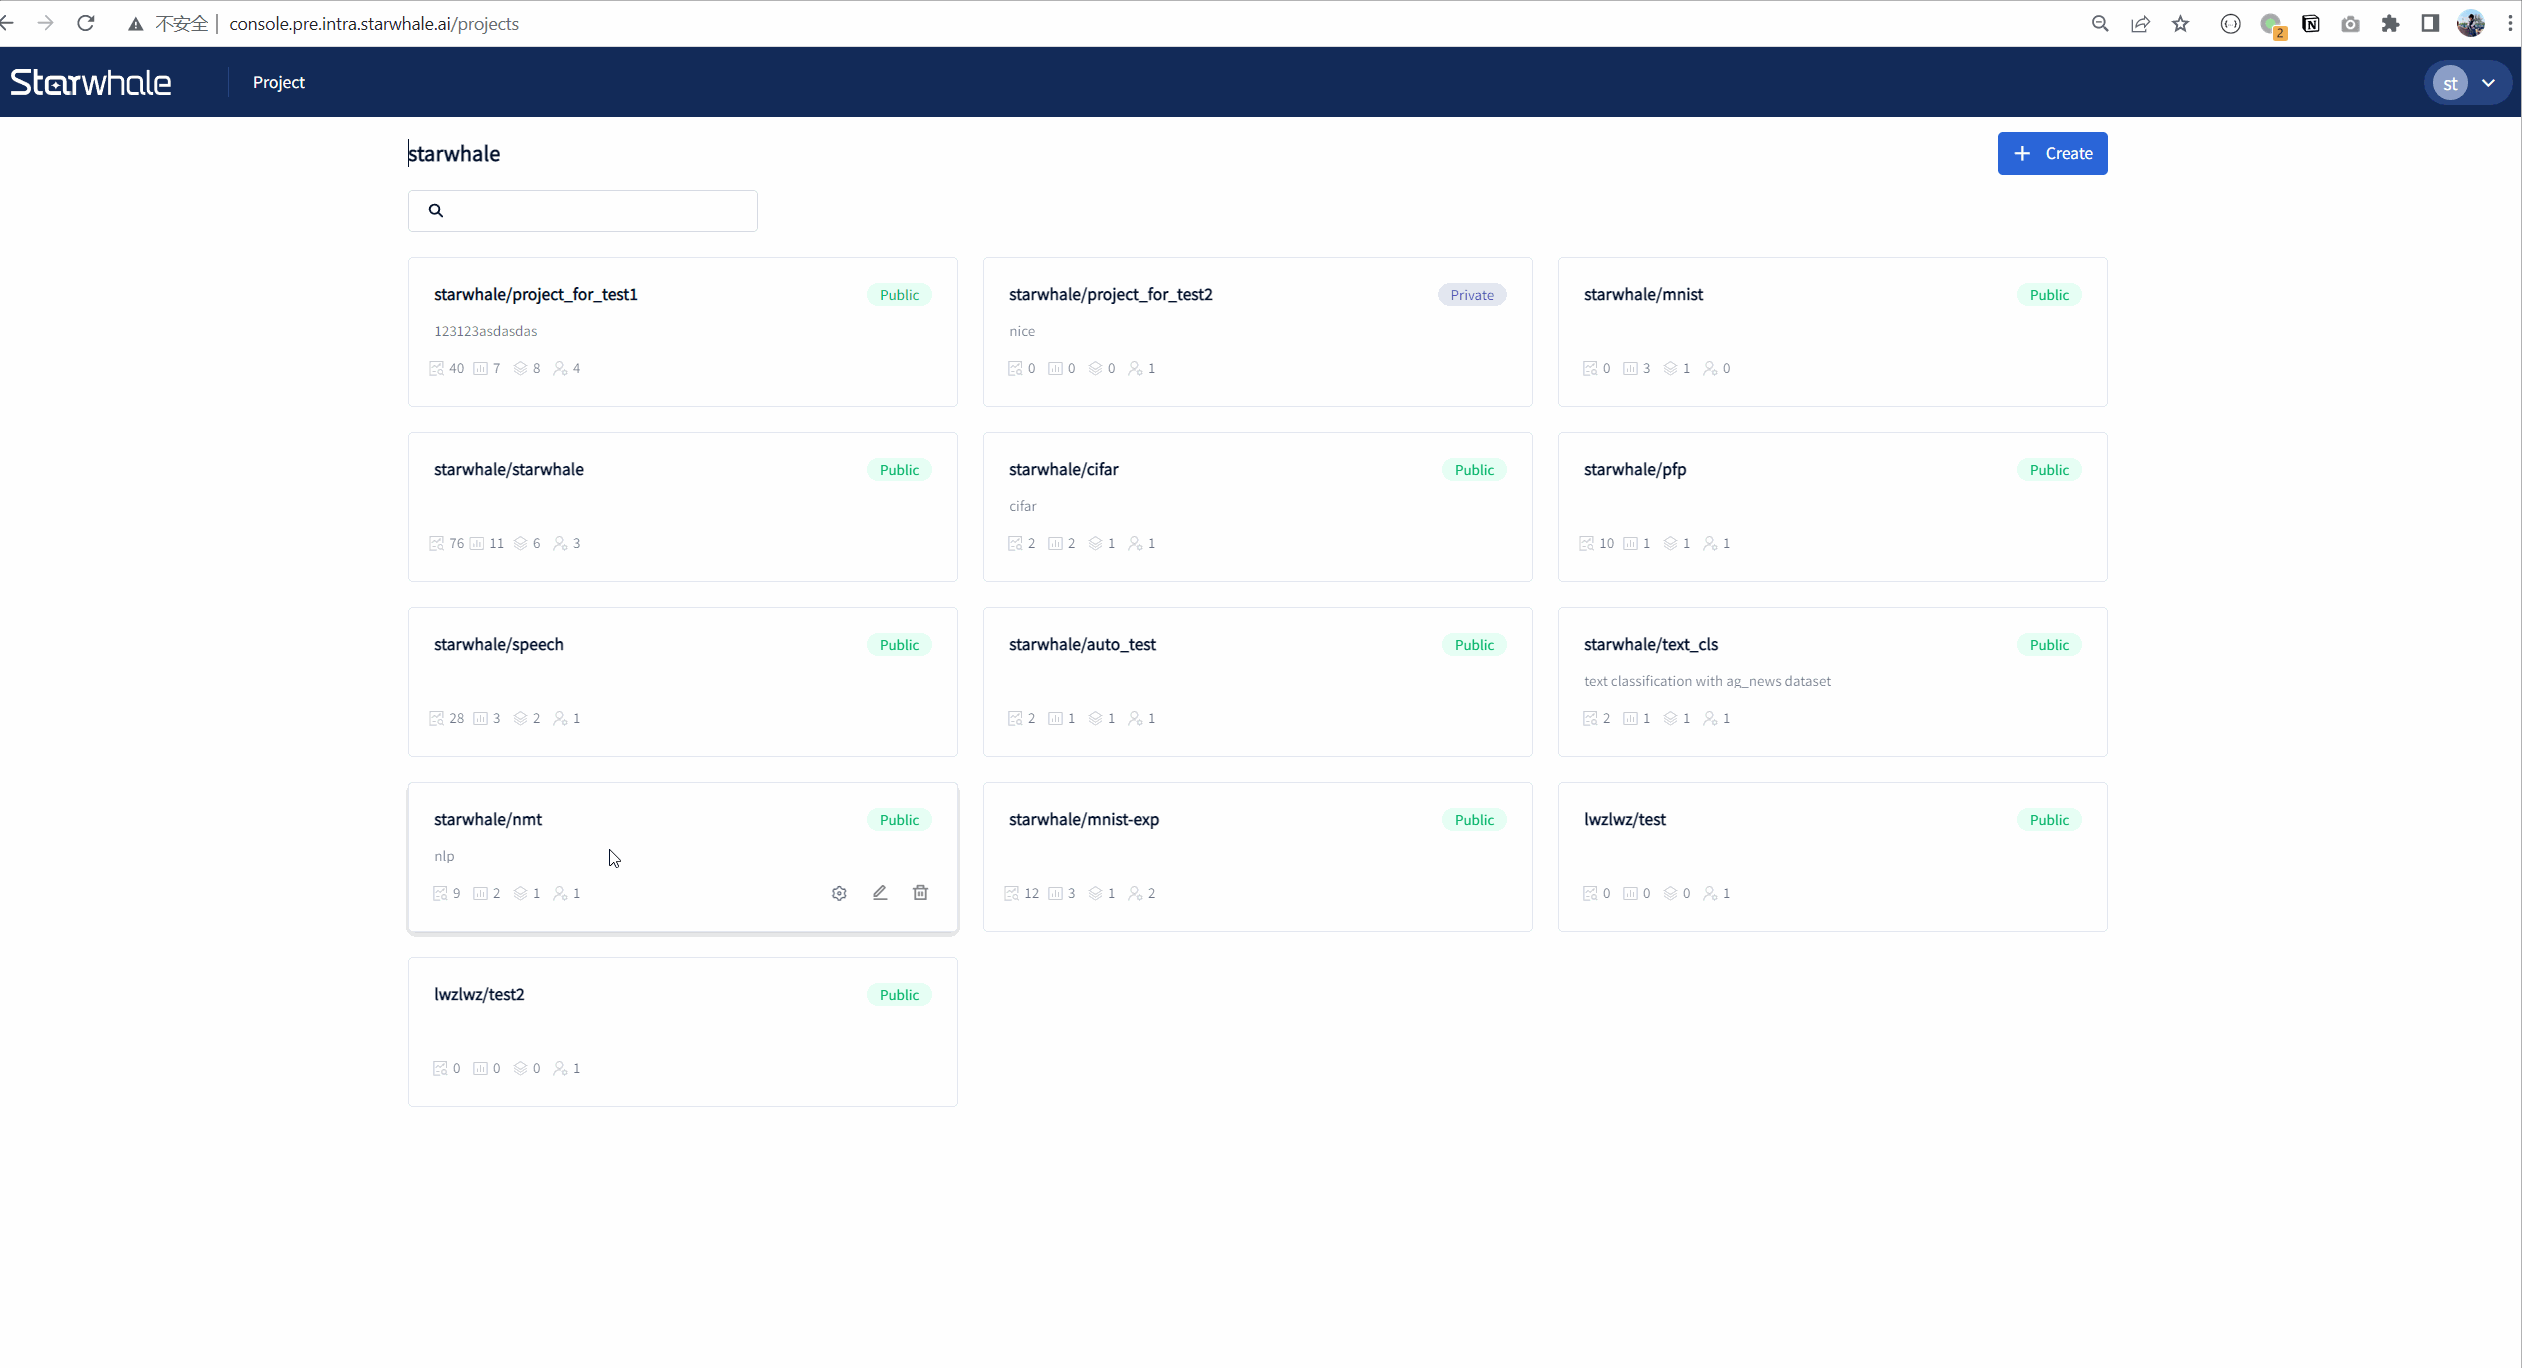 不安全 console.pre.intra.starwhale.ai/projects
2
Starwhale Project st
starwhale
Create
starwhale/project_for_test1 Public
123123asdasdas
40 7 8 4
starwhale/project_for_test2 Private
nice
0 0 0 1
starwhale/mnist Public
0 3 1 0
starwhale/starwhale Public
76 11 6 3
starwhale/cifar Public
cifar
2 2 1 1
starwhale/pfp Public
10 1 1 1
starwhale/speech Public
28 3 2 1
starwhale/auto_test Public
2 1 1 1
starwhale/text_cls Public
text classification with ag_news dataset
2 1 1 1
starwhale/nmt Public
nlp
9 2 1 1
starwhale/mnist-exp Public
12 3 1 2
lwzlwz/test Public
0 0 0 1
lwzlwz/test2 Public
0 0 0 1